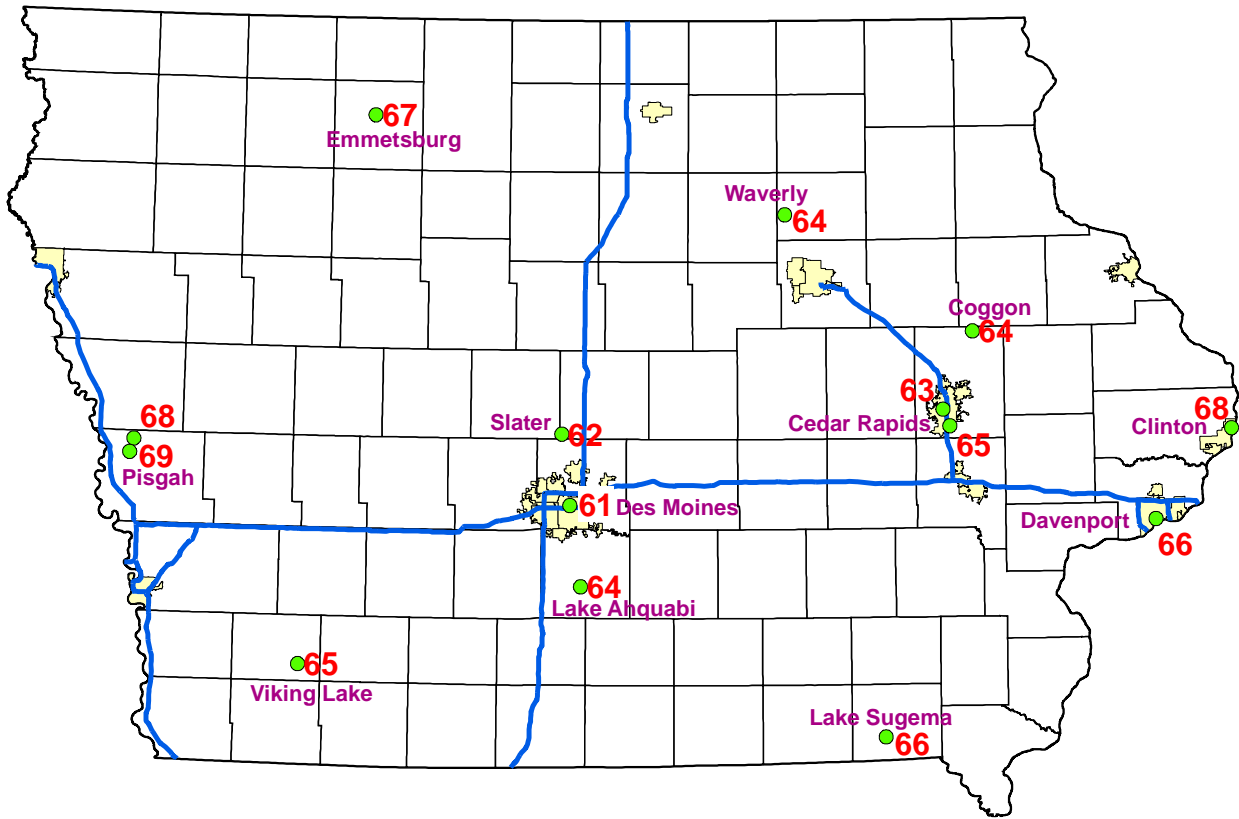 67
Emmetsburg
Waverly
64
Coggon
64
63
Cedar Rapids
65
68
Clinton
Slater
62
68
69
Pisgah
61 Des Moines
Davenport
66
64
Lake Ahquabi
65
Viking Lake
Lake Sugema
66